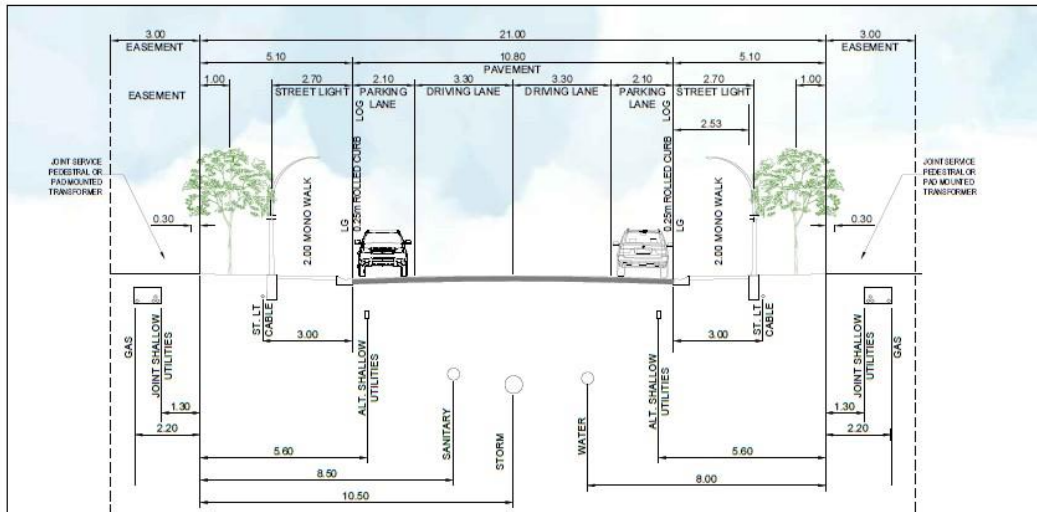 3.00
21.00
3.00
EASEMENT
EASEMENT
5.10
10.80
5.10
PAVEMENT
1.00
2.70
2.10
3.30
3.30
2.10
2.70
1.00
EASEMENT
STREET LIGHT
PARKING
LANE
DRIVING LANE
DRIVING LANE
PARKING
LANE
STREET LIGHT
2.53
LOG
LOG
0.25m ROLLED CURB
0.25m ROLLED CURB
LG
LG
2.00 MONO WALK
2.00 MONO WALK
JOINT SERVICE
PEDESTRAL OR
PAD MOUNTED
TRANSFORMER
JOINT SERVICE
PEDESTRAL OR
PAD MOUNTED
TRANSFORMER
0.30
0.30
ST. LT
CABLE
ST. LT
CABLE
3.00
3.00
GAS
JOINT SHALLOW
UTILITIES
ALT. SHALLOW
UTILITIES
SANITARY
STORM
WATER
ALT. SHALLOW
UTILITIES
JOINT SHALLOW
UTILITIES
GAS
1.30
1.30
2.20
2.20
5.60
5.60
8.50
8.00
10.50